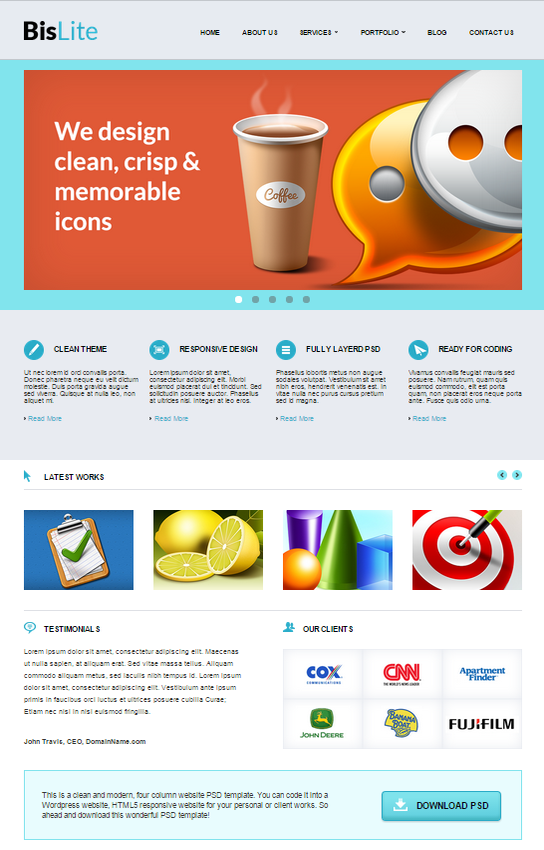 BisLite
HOME ABOUT US SERVICES PORTFOLIO BLOG CONTACT US
We design
clean, crisp &
memorable
icons
Coffee
CLEAN THEME
Ut nec lorem id orci convallis porta.
Donec pharetra neque eu velit dictum
molestie. Duis porta gravida augue
sed viverra. Quisque at nulla leo, non
aliquet mi.
Read More
RESPONSIVE DESIGN
Lorem ipsum dolor sit amet,
consectetur adipiscing elit. Morbi
euismod placerat dui et tincidunt. Sed
sollicitudin posuere auctor. Phasellus
at ultricies nisi. Integer at leo eros.
Read More
FULLY LAYERD PSD
Phasellus lobortis metus non augue
sodales volutpat. Vestibulum sit amet
nibh eros, hendrerit venenatis est. In
vitae nulla nec purus cursus pretium
sed id magna.
Read More
READY FOR CODING
Vivamus convallis feugiat mauris sed
posuere. Nam rutrum, quam quis
euismod commodo, elit est porta
quam, non placerat eros neque porta
ante. Fusce quis odio urna.
Read More
LATEST WORKS
TESTIMONIALS
Lorem ipsum dolor sit amet, consectetur adipiscing elit. Maecenas
ut nulla sapien, at aliquam erat. Sed vitae massa tellus. Aliquam
commodo aliquam metus, sed iaculis nibh tempus id. Lorem ipsum
dolor sit amet, consectetur adipiscing elit. Vestibulum ante ipsum
primis in faucibus orci luctus et ultrices posuere cubilia Curae;
Etiam nec nisl in nisl euismod fringilla.
John Travis, CEO, DomainName.com
OUR CLIENTS
COX
COMMUNICATIONS
CNN
THE WORLD'S NEWS LEADER
Apartment
Finder
JOHN DEERE
BANANA
BOAT
FUJIFILM
This is a clean and modern, four column website PSD template. You can code it into a
Wordpress website, HTML5 responsive website for your personal or client works. So
ahead and download this wonderful PSD template!
DOWNLOAD PSD